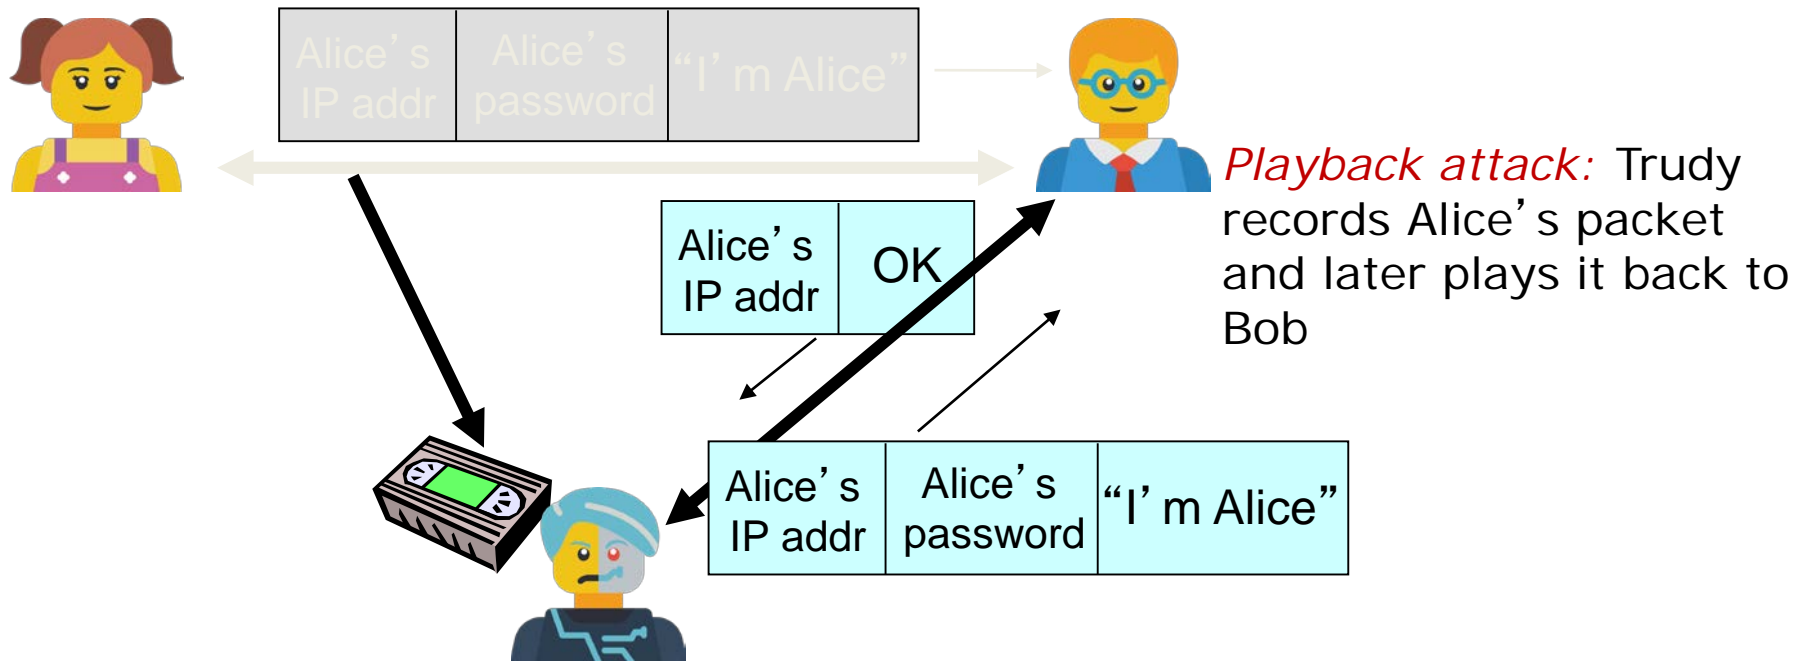 Alice's
IP addr
Alice's
password
“I'm Alice”
Alice's
IP addr
OK
Playback attack: Trudy
records Alice's packet
and later plays it back to
Bob
Alice's
IP addr
Alice's
password
“I'm Alice”